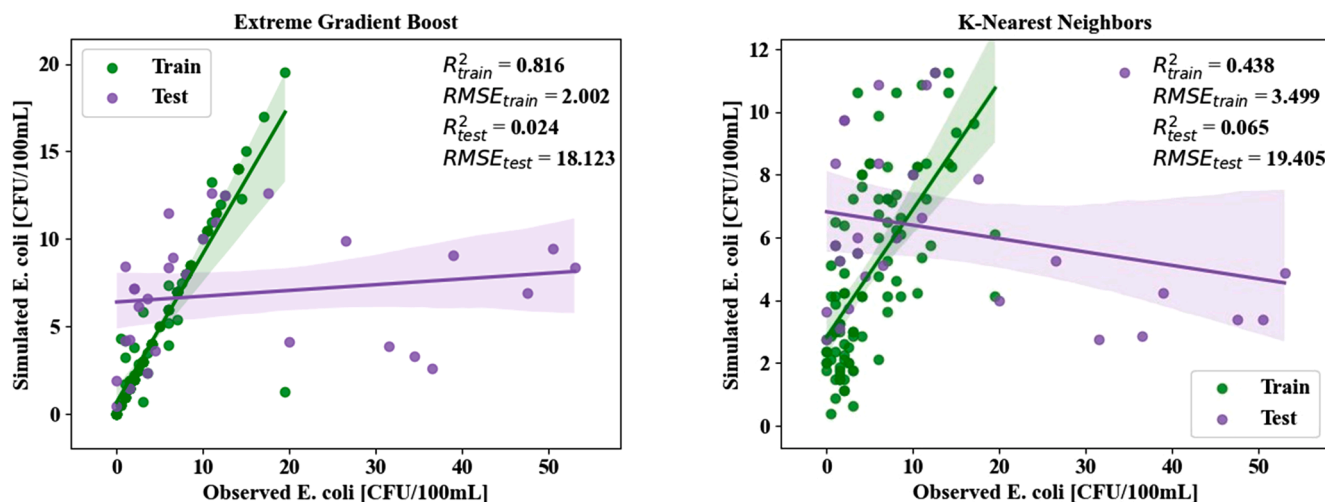 Extreme Gradient Boost
Train
Test
R²train = 0.816
RMSEtrain = 2.002
R²test = 0.024
RMSEtest = 18.123
20
15
10
5
0
Simulated E. coli [CFU/100mL]
0 10 20 30 40 50
Observed E. coli [CFU/100mL]
K-Nearest Neighbors
R²train = 0.438
RMSEtrain = 3.499
R²test = 0.065
RMSEtest = 19.405
12
10
8
6
4
2
0
Simulated E. coli [CFU/100mL]
Train
Test
0 10 20 30 40 50
Observed E. coli [CFU/100mL]